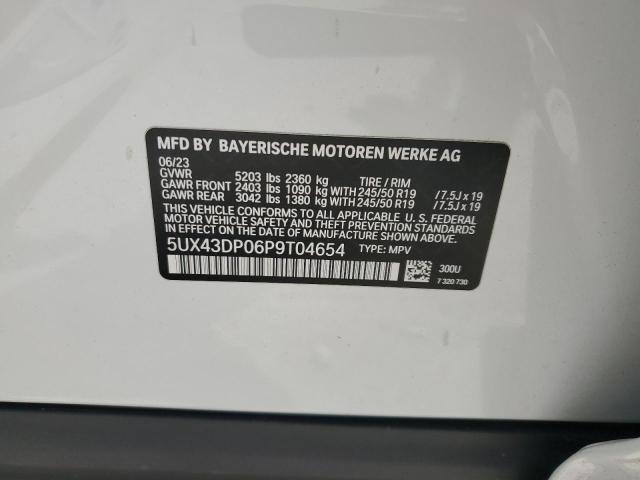 MFD BY BAYERISCHE MOTOREN WERKE AG
06/23
GVWR 5203 lbs 2360 kg TIRE / RIM
GAWR FRONT 2403 lbs 1090 kg WITH 245/50 R19 /7.5J x 19
GAWR REAR 3042 lbs 1380 kg WITH 245/50 R19 /7.5J x 19
THIS VEHICLE CONFORMS TO ALL APPLICABLE U. S. FEDERAL
MOTOR VEHICLE SAFETY AND THEFT PREVENTION STANDARDS
IN EFFECT ON THE DATE OF MANUFACTURE SHOWN ABOVE.
5UX43DP06P9T04654 TYPE: MPV
300U
7 320 730